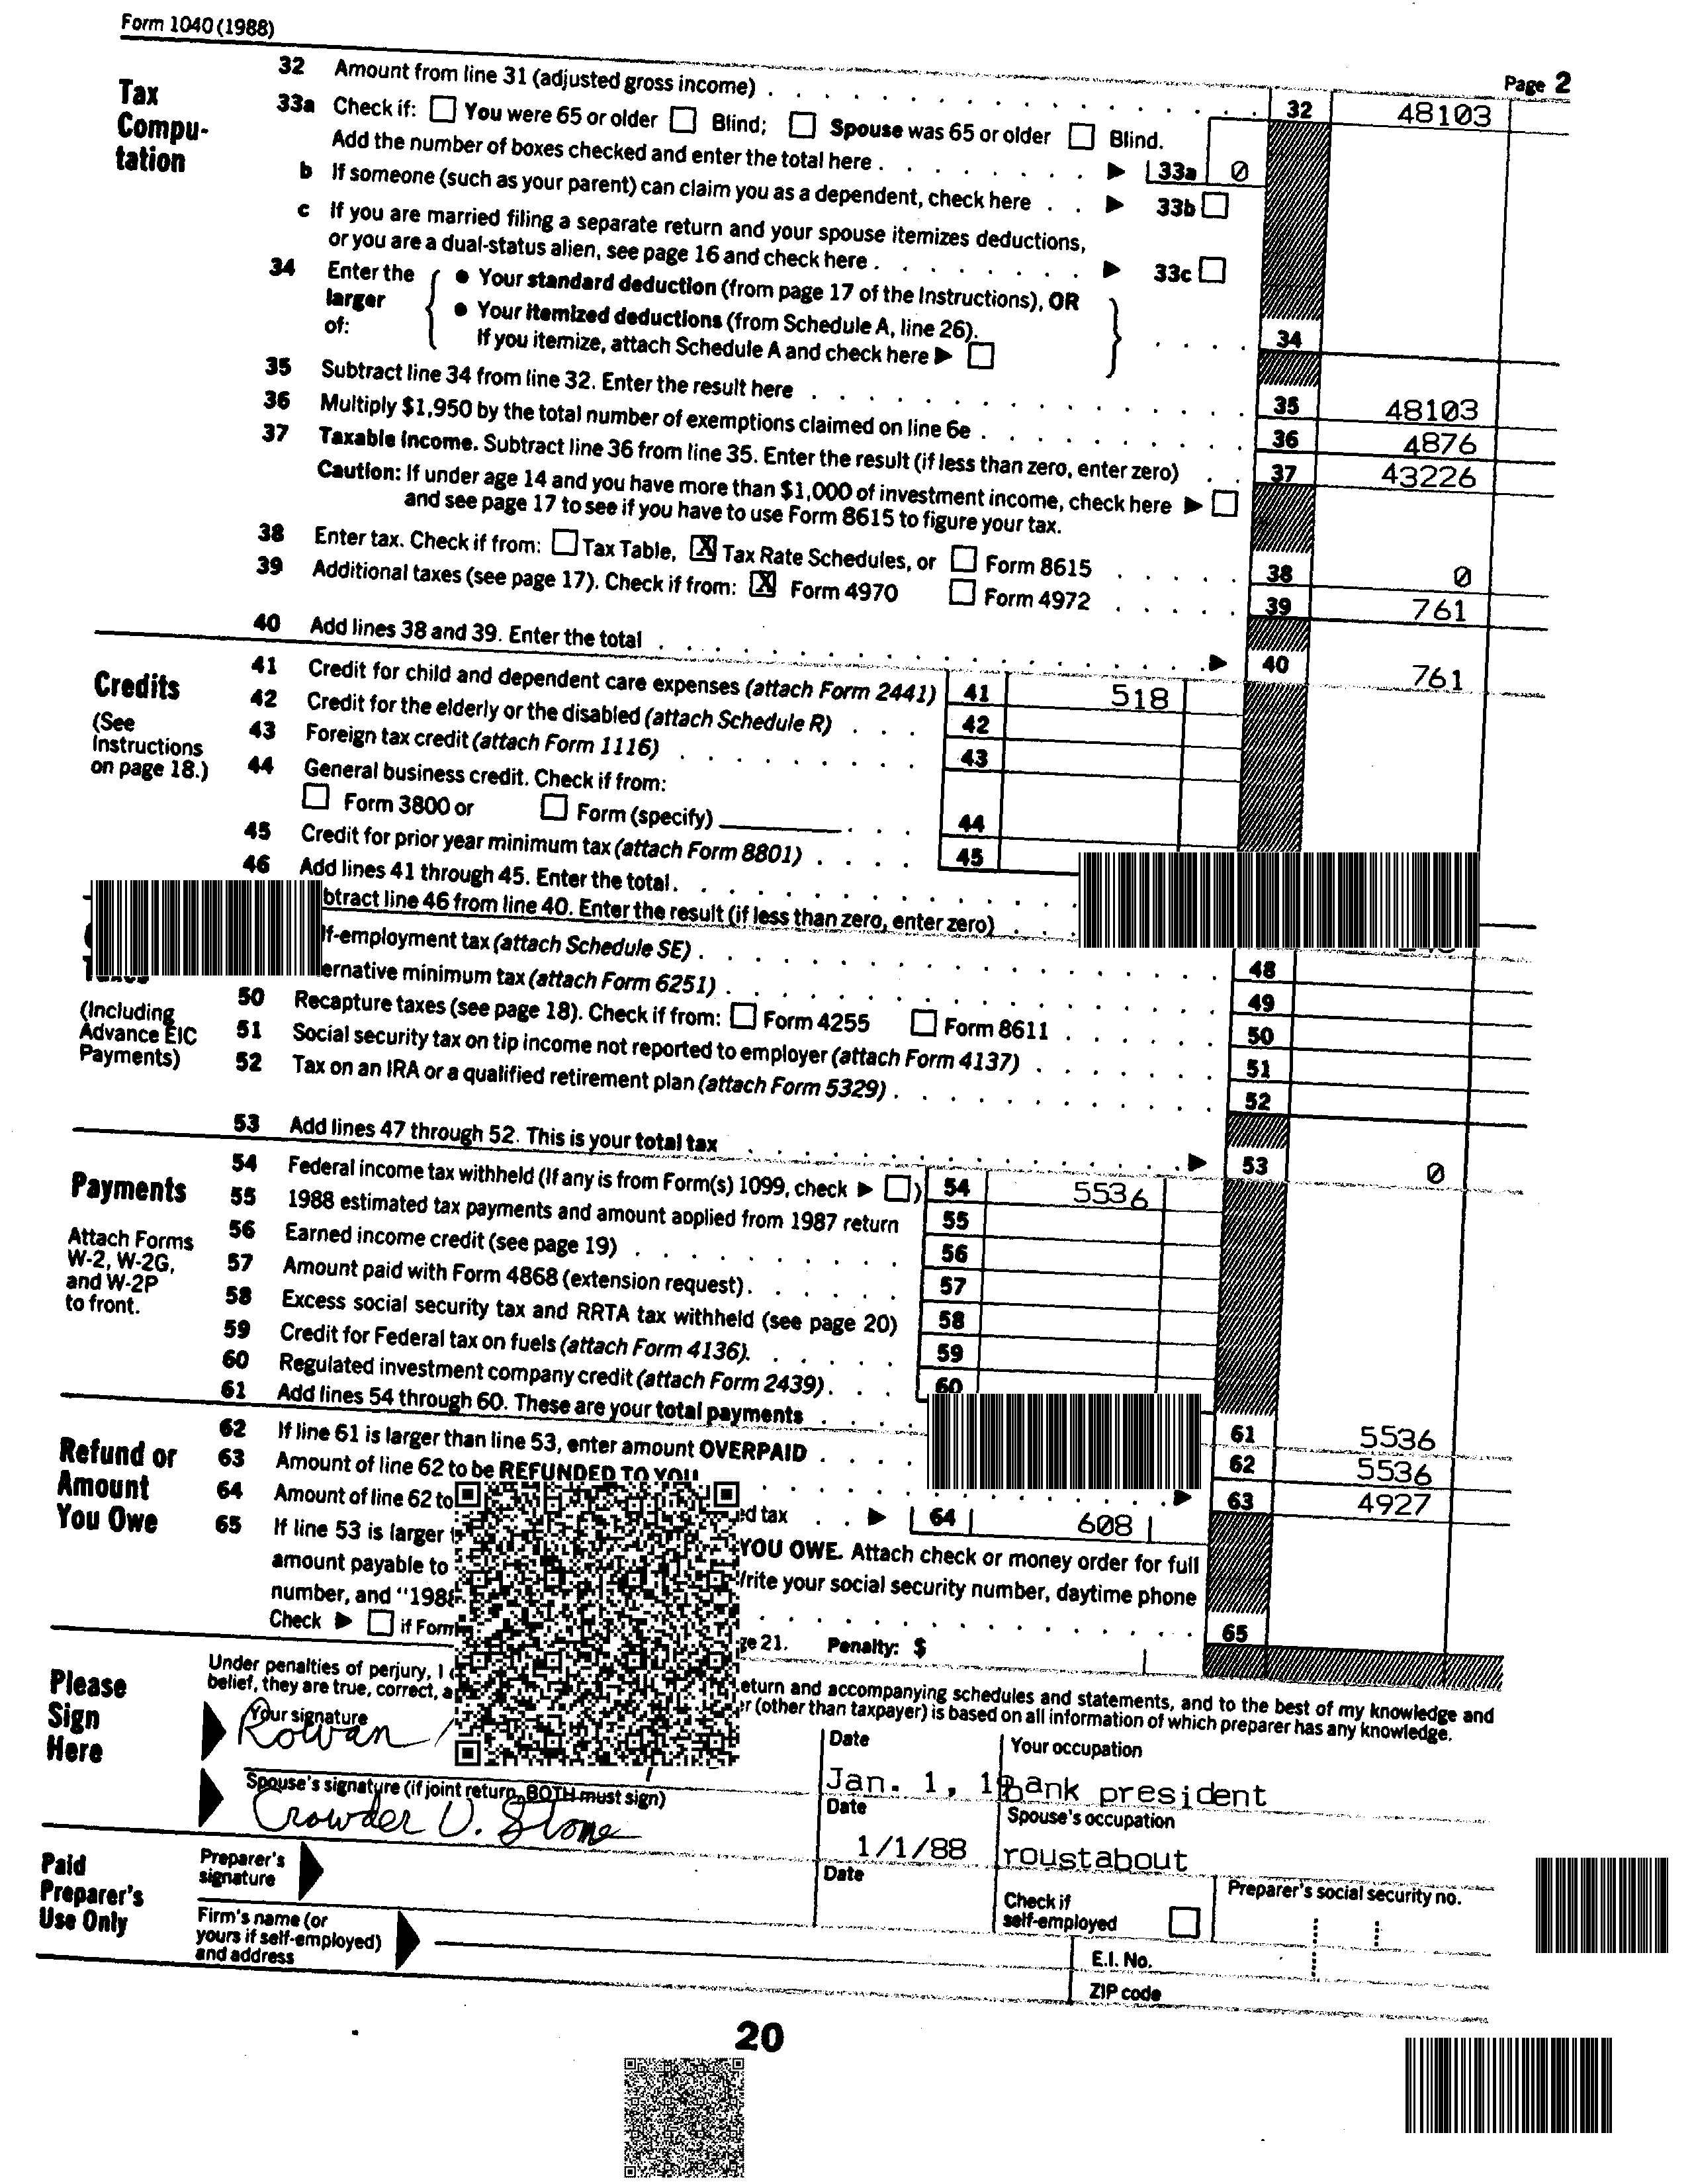 Form 1040 (1988)
Page 2
Tax Compu-tation
32 Amount from line 31 (adjusted gross income) 32 48103
33a Check if: You were 65 or older Blind; Spouse was 65 or older Blind.
Add the number of boxes checked and enter the total here 33a 0
b If someone (such as your parent) can claim you as a dependent, check here 33b
c If you are married filing a separate return and your spouse itemizes deductions,
or you are a dual-status alien, see page 16 and check here 33c
34 Enter the larger of:
● Your standard deduction (from page 17 of the Instructions), OR
● Your itemized deductions (from Schedule A, line 26).
If you itemize, attach Schedule A and check here 34
35 Subtract line 34 from line 32. Enter the result here 35 48103
36 Multiply $1,950 by the total number of exemptions claimed on line 6e 36 4876
37 Taxable income. Subtract line 36 from line 35. Enter the result (if less than zero, enter zero) 37 43226
Caution: If under age 14 and you have more than $1,000 of investment income, check here
and see page 17 to see if you have to use Form 8615 to figure your tax.
38 Enter tax. Check if from: Tax Table, X Tax Rate Schedules, or Form 8615 38 0
39 Additional taxes (see page 17). Check if from: X Form 4970 Form 4972 39 761
40 Add lines 38 and 39. Enter the total 40 761
Credits
(See Instructions on page 18.)
41 Credit for child and dependent care expenses (attach Form 2441) 41 518
42 Credit for the elderly or the disabled (attach Schedule R) 42
43 Foreign tax credit (attach Form 1116) 43
44 General business credit. Check if from:
Form 3800 or Form (specify) 44
45 Credit for prior year minimum tax (attach Form 8801) 45
46 Add lines 41 through 45. Enter the total
btract line 46 from line 40. Enter the result (if less than zero, enter zero)
lf-employment tax (attach Schedule SE) 48
ernative minimum tax (attach Form 6251) 49
(Including Advance EIC Payments)
50 Recapture taxes (see page 18). Check if from: Form 4255 Form 8611 50
51 Social security tax on tip income not reported to employer (attach Form 4137) 51
52 Tax on an IRA or a qualified retirement plan (attach Form 5329) 52
53 Add lines 47 through 52. This is your total tax 53 0
Payments
Attach Forms W-2, W-2G, and W-2P to front.
54 Federal income tax withheld (If any is from Form(s) 1099, check ) 54 5536
55 1988 estimated tax payments and amount applied from 1987 return 55
56 Earned income credit (see page 19) 56
57 Amount paid with Form 4868 (extension request) 57
58 Excess social security tax and RRTA tax withheld (see page 20) 58
59 Credit for Federal tax on fuels (attach Form 4136) 59
60 Regulated investment company credit (attach Form 2439) 60
61 Add lines 54 through 60. These are your total payments 61 5536
Refund or Amount You Owe
62 If line 61 is larger than line 53, enter amount OVERPAID 62 5536
63 Amount of line 62 to be REFUNDED TO YOU 63 4927
64 Amount of line 62 to ed tax 64 608
65 If line 53 is larger YOU OWE. Attach check or money order for full
amount payable to Write your social security number, daytime phone
number, and "1988
Check if Form ge 21. Penalty: $ 65
Please Sign Here
Under penalties of perjury, I eturn and accompanying schedules and statements, and to the best of my knowledge and
belief, they are true, correct, a er (other than taxpayer) is based on all information of which preparer has any knowledge.
Your signature Date Your occupation
Rowan Jan. 1, 19 bank president
Spouse's signature (if joint return, BOTH must sign) Date Spouse's occupation
Crowder V. Stone 1/1/88 roustabout
Paid Preparer's Use Only
Preparer's signature Date Check if self-employed Preparer's social security no.
Firm's name (or yours if self-employed) and address
E.I. No.
ZIP code
20